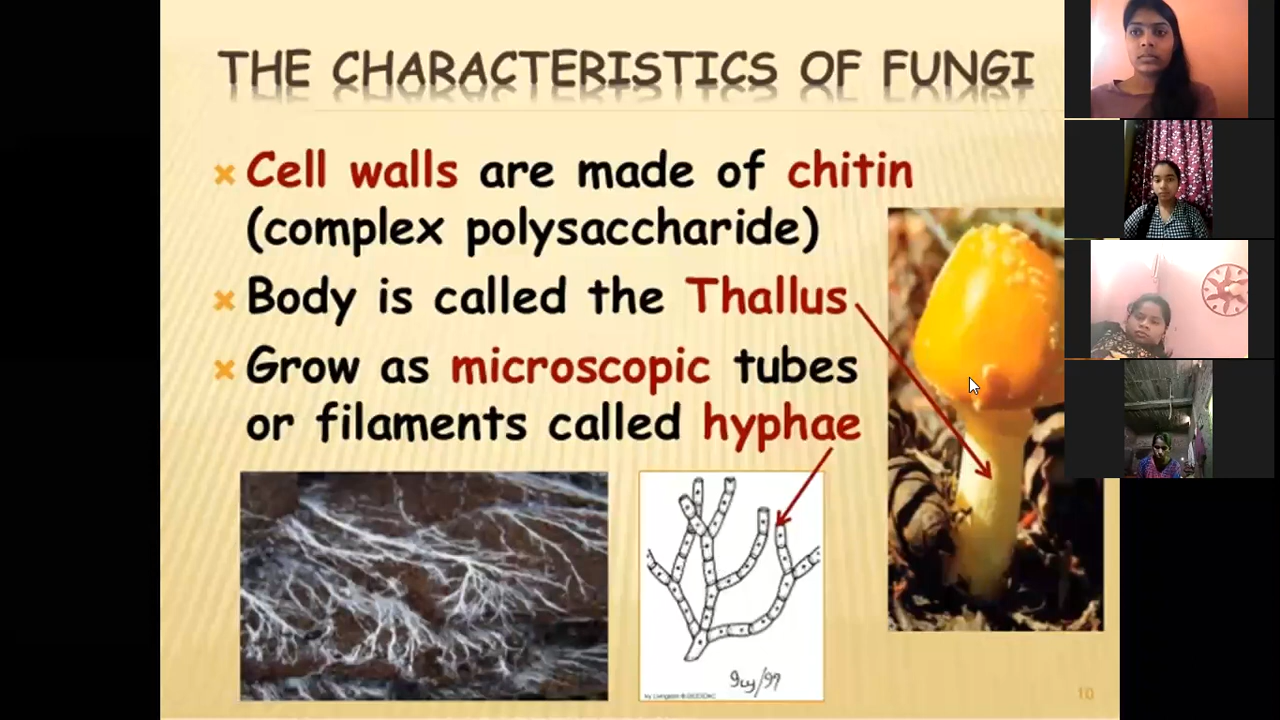 THE CHARACTERISTICS OF FUNGI
Cell walls are made of chitin
(complex polysaccharide)
Body is called the Thallus
Grow as microscopic tubes
or filaments called hyphae
10